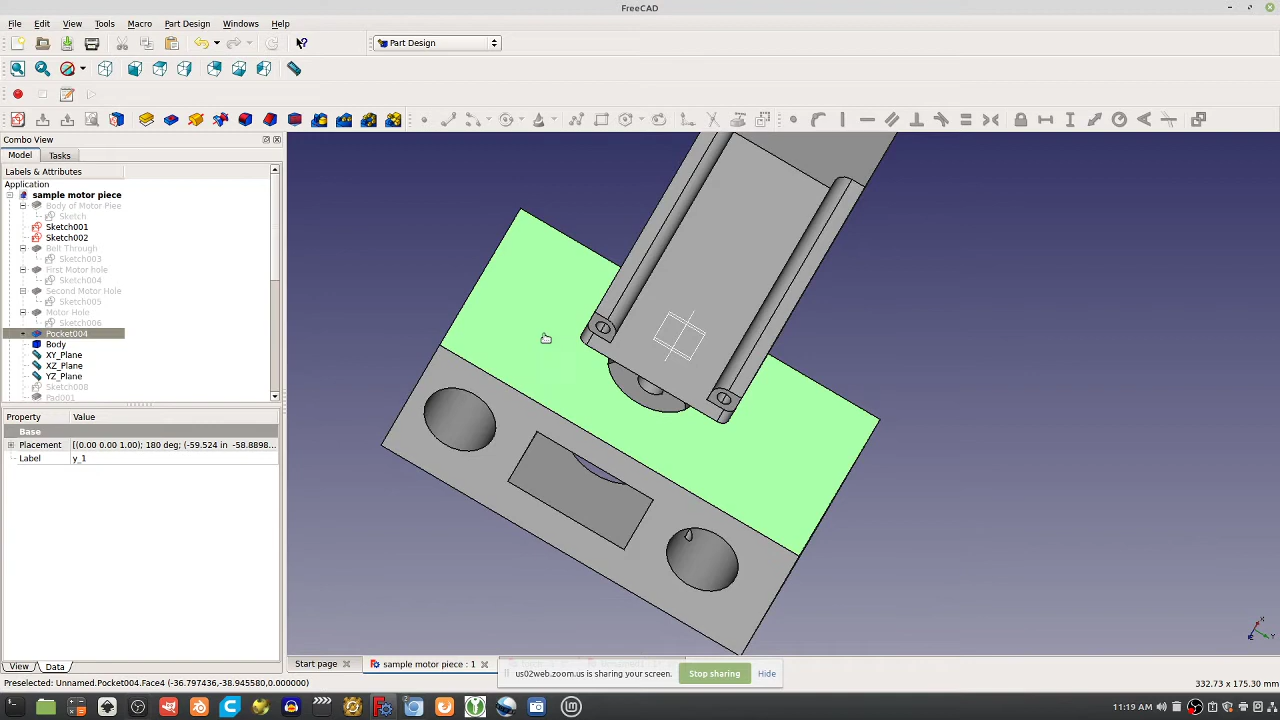 FreeCAD
File Edit View Tools Macro Part Design Windows Help
Part Design
Combo View
Model Tasks
Labels & Attributes
Application
sample motor piece
Body of Motor Piee
Sketch
Sketch001
Sketch002
Belt Through
Sketch003
First Motor hole
Sketch004
Second Motor hole
Sketch005
Motor Hole
Sketch006
Pocket004
Body
XY_Plane
XZ_Plane
YZ_Plane
Sketch008
Pad001
Property Value
Base
Placement [(0.00 0.00 1.00); 180 deg; (-59.524 in -58.8898...
Label y_1
View Data
Start page sample motor piece : 1
us02web.zoom.us is sharing your screen. Stop sharing Hide
Preselected: Unnamed.Pocket004.Face4 (-36.797436,-38.945580,0.000000)
332.73 x 175.30 mm
11:19 AM